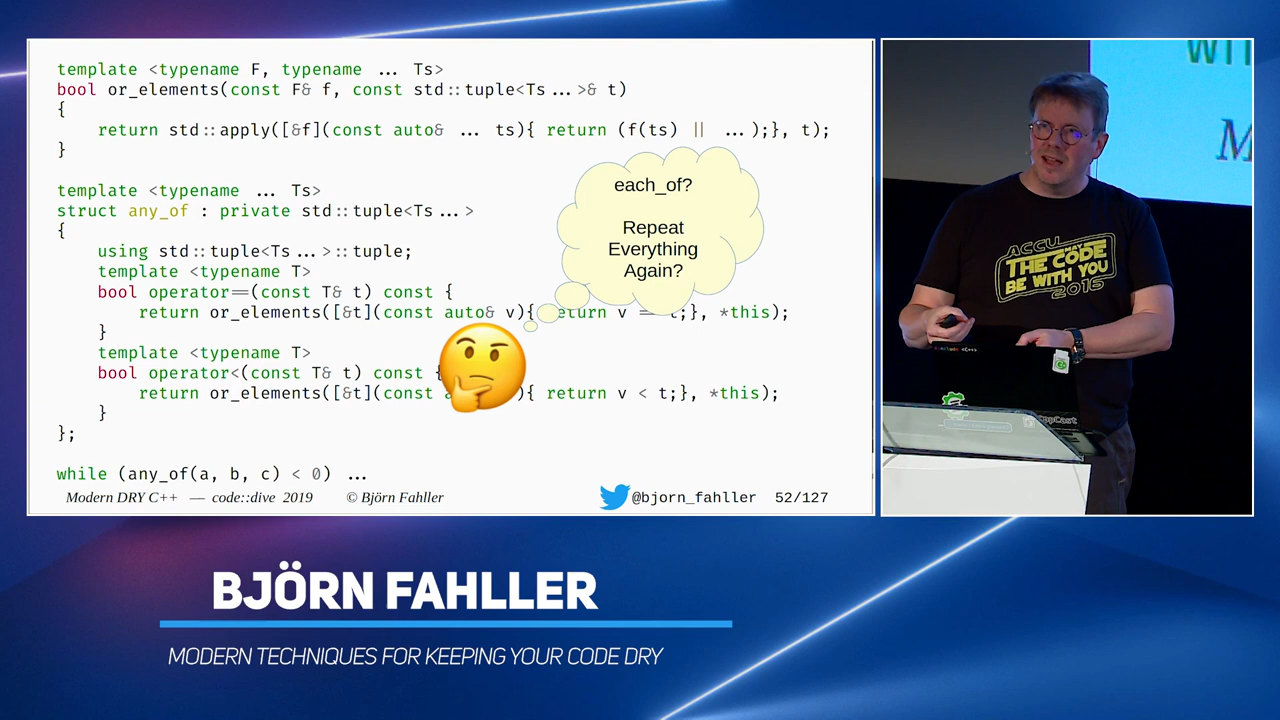 template <typename F, typename ... Ts>
bool or_elements(const F& f, const std::tuple<Ts...>& t)
{
return std::apply([&f](const auto& ... ts){ return (f(ts) || ...);}, t);
}
template <typename ... Ts>
struct any_of : private std::tuple<Ts...>
{
using std::tuple<Ts...>::tuple;
template <typename T>
bool operator==(const T& t) const {
return or_elements([&t](const auto& v){ return v == t;}, *this);
}
template <typename T>
bool operator<(const T& t) const {
return or_elements([&t](const a ){ return v < t;}, *this);
}
};
while (any_of(a, b, c) < 0) ...
each_of?
Repeat
Everything
Again?
Modern DRY C++ — code::dive 2019 © Björn Fahller @bjorn_fahller 52/127
ACCU
MAY
THE CODE
BE WITH YOU
2016
CppCast
BJÖRN FAHLLER
MODERN TECHNIQUES FOR KEEPING YOUR CODE DRY